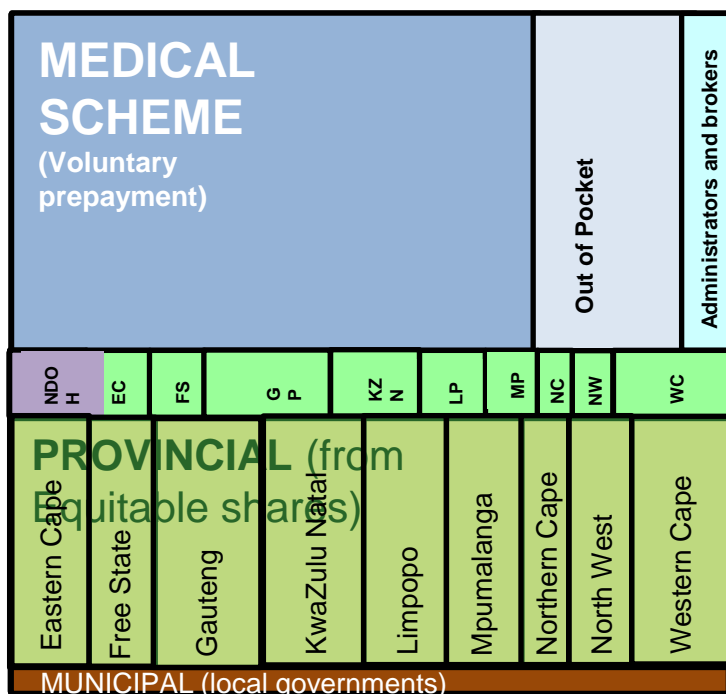 MEDICAL
SCHEME
(Voluntary
prepayment)
Out of Pocket
Administrators and brokers
NDO
H
EC
FS
G
P
KZ
N
LP
MP
NC
NW
WC
PROVINCIAL (from
Equitable shares)
Eastern Cape
Free State
Gauteng
KwaZulu Natal
Limpopo
Mpumalanga
Northern Cape
North West
Western Cape
MUNICIPAL (local governments)